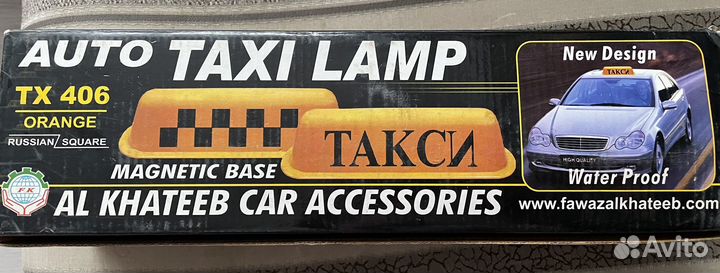 AUTO TAXI LAMP
TX 406
ORANGE
RUSSIAN/SQUARE
ТАКСИ
MAGNETIC BASE
FK
AL KHATEEB CAR ACCESSORIES
New Design
ТАКСИ
HIGH QUALITY
Water Proof
www.fawazalkhateeb.com
Avito